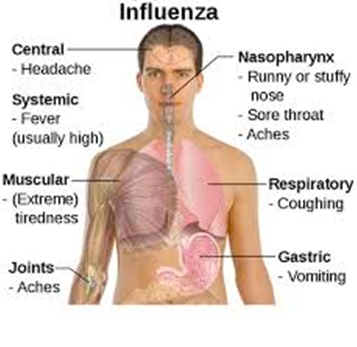 Influenza
Central
- Headache
Systemic
- Fever
(usually high)
Muscular
- (Extreme)
tiredness
Joints
- Aches
Nasopharynx
- Runny or stuffy
nose
- Sore throat
- Aches
Respiratory
- Coughing
Gastric
- Vomiting